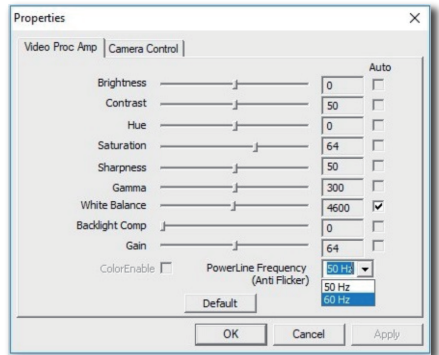 Properties
Video Proc Amp Camera Control
Auto
Brightness 0
Contrast 50
Hue 0
Saturation 64
Sharpness 50
Gamma 300
White Balance 4600
Backlight Comp 0
Gain 64
ColorEnable PowerLine Frequency 50 Hz
(Anti Flicker)
50 Hz
60 Hz
Default
OK Cancel Apply